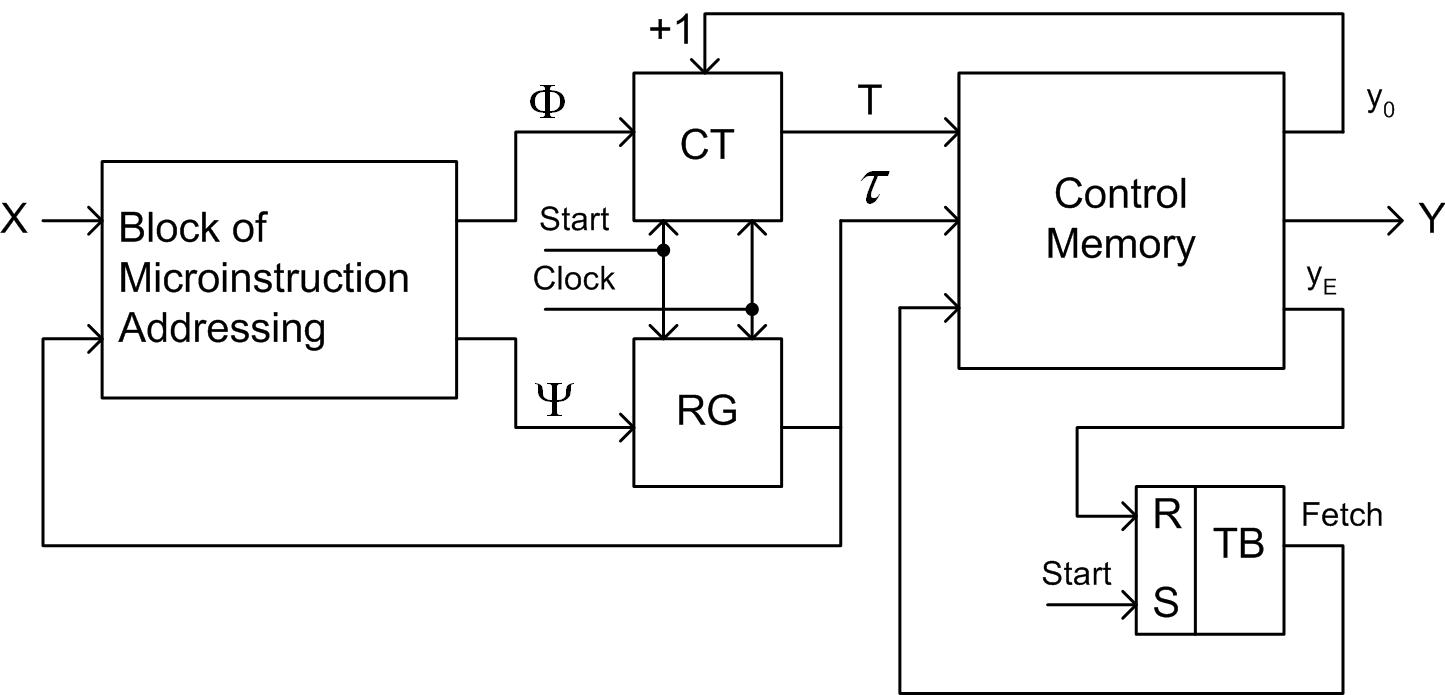 +1
y0
Φ
T
CT
Control
Memory
τ
X
Block of
Microinstruction
Addressing
Start
Clock
Y
yE
Ψ
RG
R
TB
Fetch
Start
S